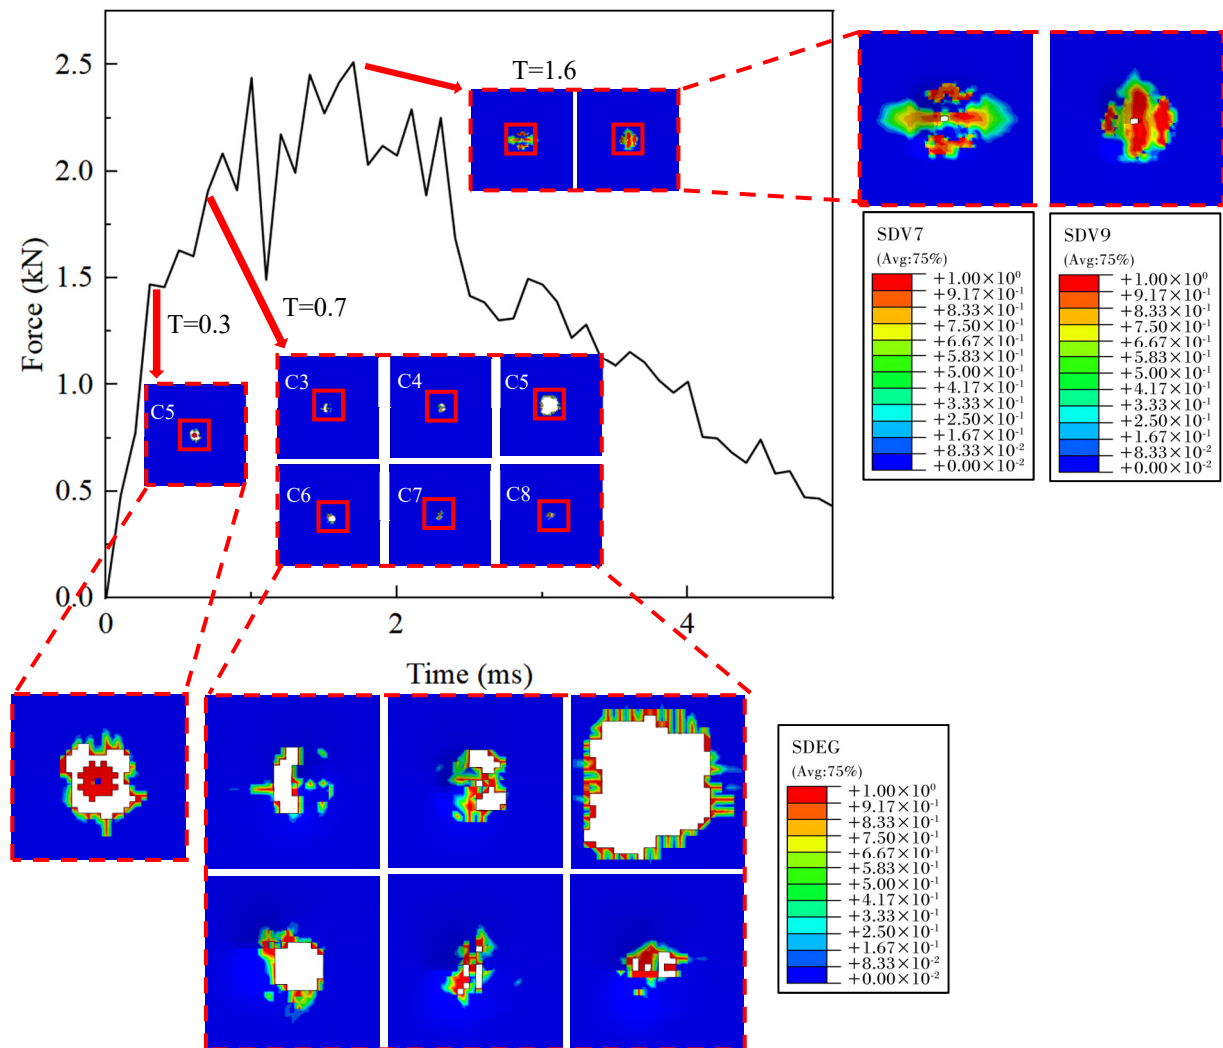 2.5
2.0
1.5
1.0
0.5
0.0
Force (kN)
0
2
4
Time (ms)
T=1.6
T=0.7
T=0.3
C5
C3
C4
C5
C6
C7
C8
SDV7
(Avg:75%)
+1.00×10⁰
+9.17×10⁻¹
+8.33×10⁻¹
+7.50×10⁻¹
+6.67×10⁻¹
+5.83×10⁻¹
+5.00×10⁻¹
+4.17×10⁻¹
+3.33×10⁻¹
+2.50×10⁻¹
+1.67×10⁻¹
+8.33×10⁻²
+0.00×10⁻²
SDV9
(Avg:75%)
+1.00×10⁰
+9.17×10⁻¹
+8.33×10⁻¹
+7.50×10⁻¹
+6.67×10⁻¹
+5.83×10⁻¹
+5.00×10⁻¹
+4.17×10⁻¹
+3.33×10⁻¹
+2.50×10⁻¹
+1.67×10⁻¹
+8.33×10⁻²
+0.00×10⁻²
SDEG
(Avg:75%)
+1.00×10⁰
+9.17×10⁻¹
+8.33×10⁻¹
+7.50×10⁻¹
+6.67×10⁻¹
+5.83×10⁻¹
+5.00×10⁻¹
+4.17×10⁻¹
+3.33×10⁻¹
+2.50×10⁻¹
+1.67×10⁻¹
+8.33×10⁻²
+0.00×10⁻²